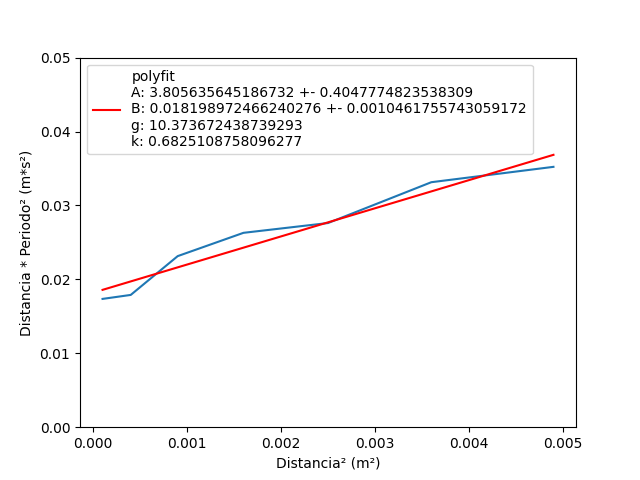 polyfit
A: 3.805635645186732 +- 0.4047774823538309
B: 0.018198972466240276 +- 0.0010461755743059172
g: 10.373672438739293
k: 0.6825108758096277
0.05
0.04
0.03
0.02
0.01
0.00
Distancia * Periodo² (m*s²)
0.000 0.001 0.002 0.003 0.004 0.005
Distancia² (m²)